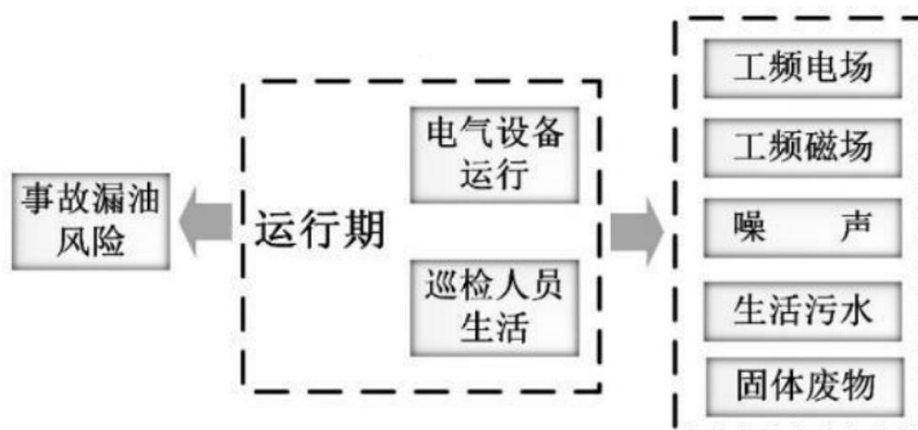 事故漏油
风险
运行期
电气设备
运行
巡检人员
生活
工频电场
工频磁场
噪 声
生活污水
固体废物